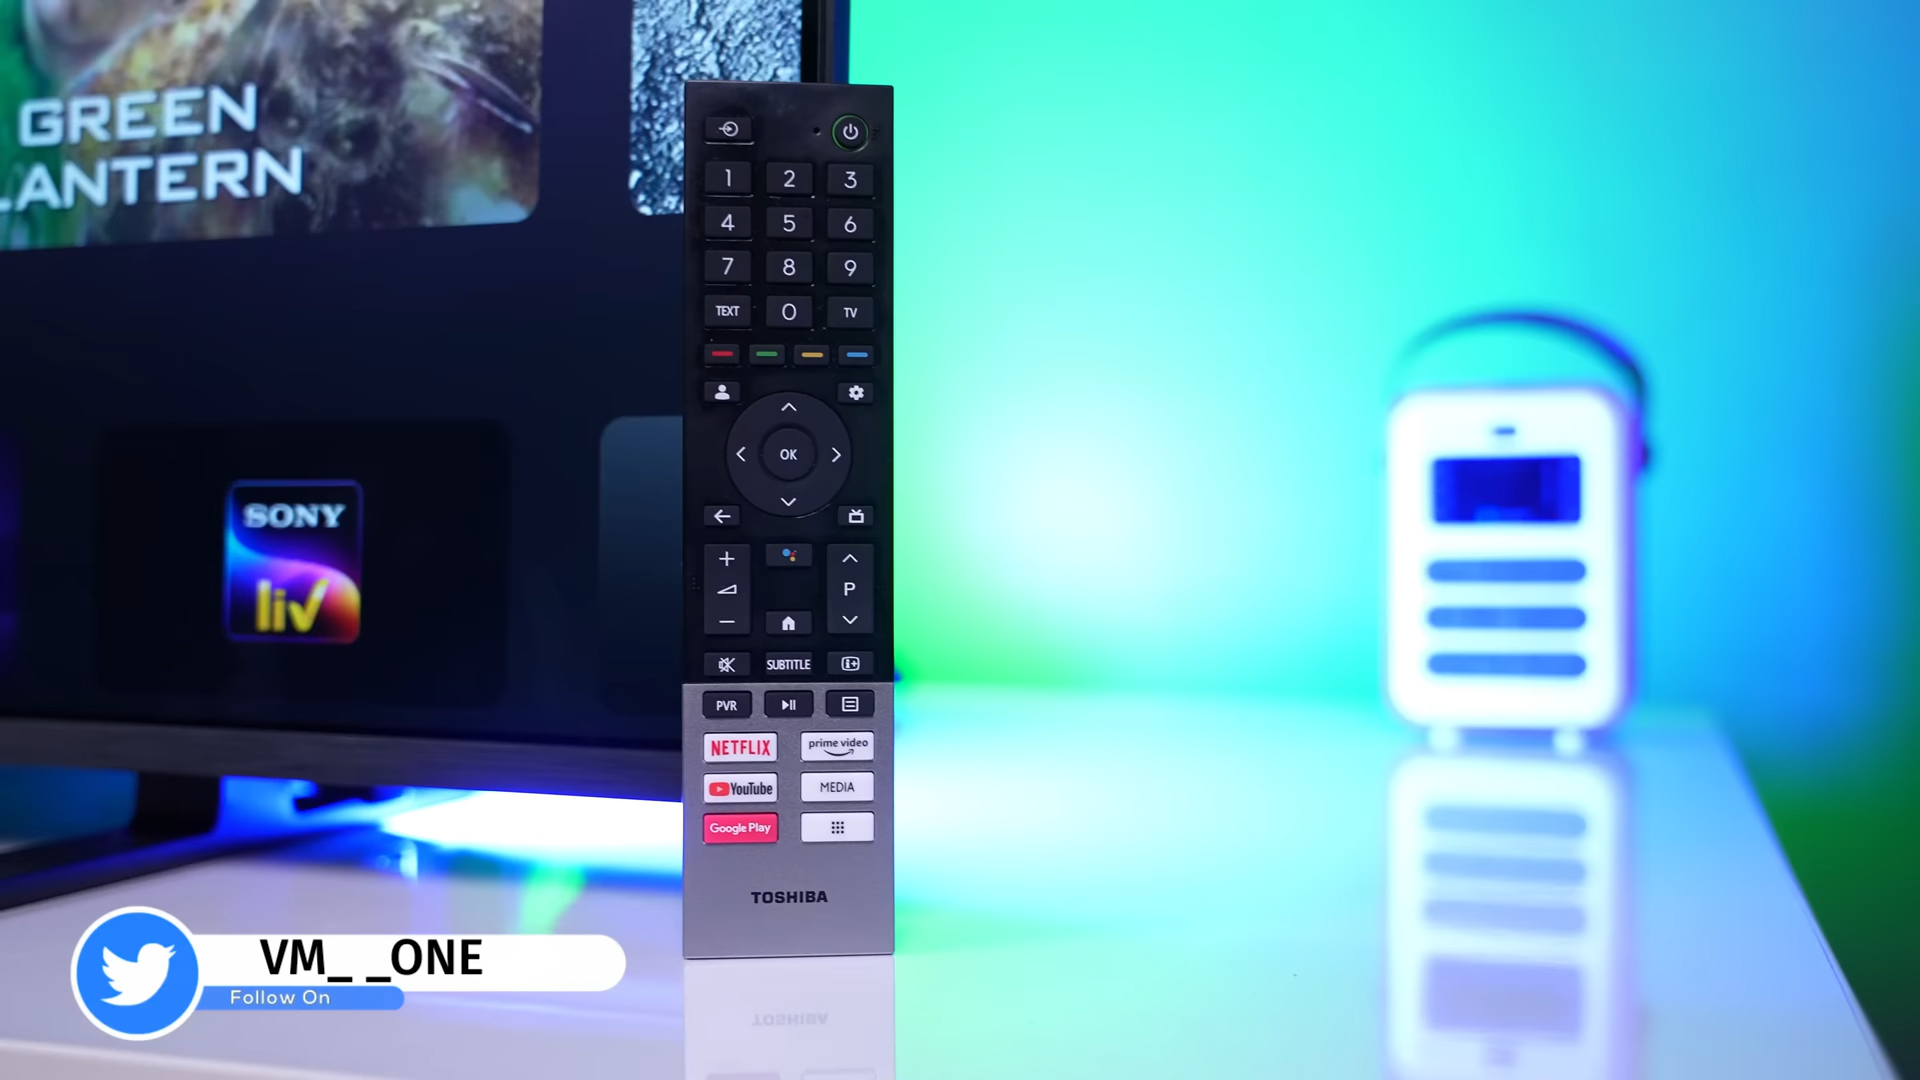 GREEN
LANTERN
SONY
liv
1 2 3
4 5 6
7 8 9
TEXT 0 TV
OK
P
SUBTITLE
PVR
NETFLIX prime video
YouTube MEDIA
Google Play
TOSHIBA
VM_ _ONE
Follow On